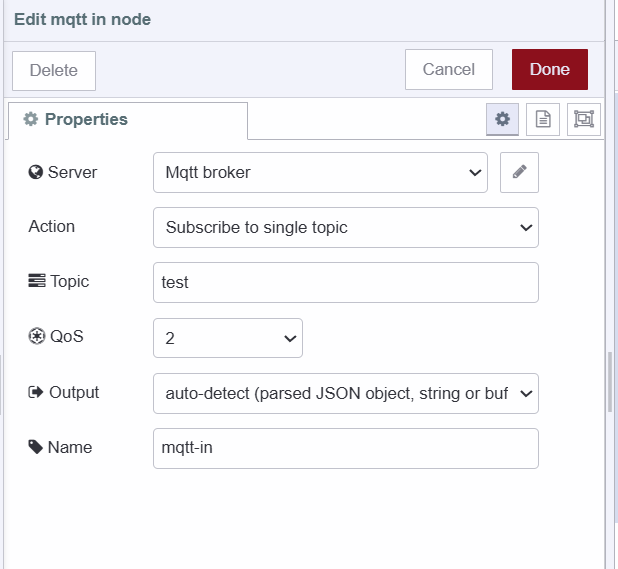 Edit mqtt in node
Delete Cancel Done
Properties
Server Mqtt broker
Action Subscribe to single topic
Topic test
QoS 2
Output auto-detect (parsed JSON object, string or buf
Name mqtt-in